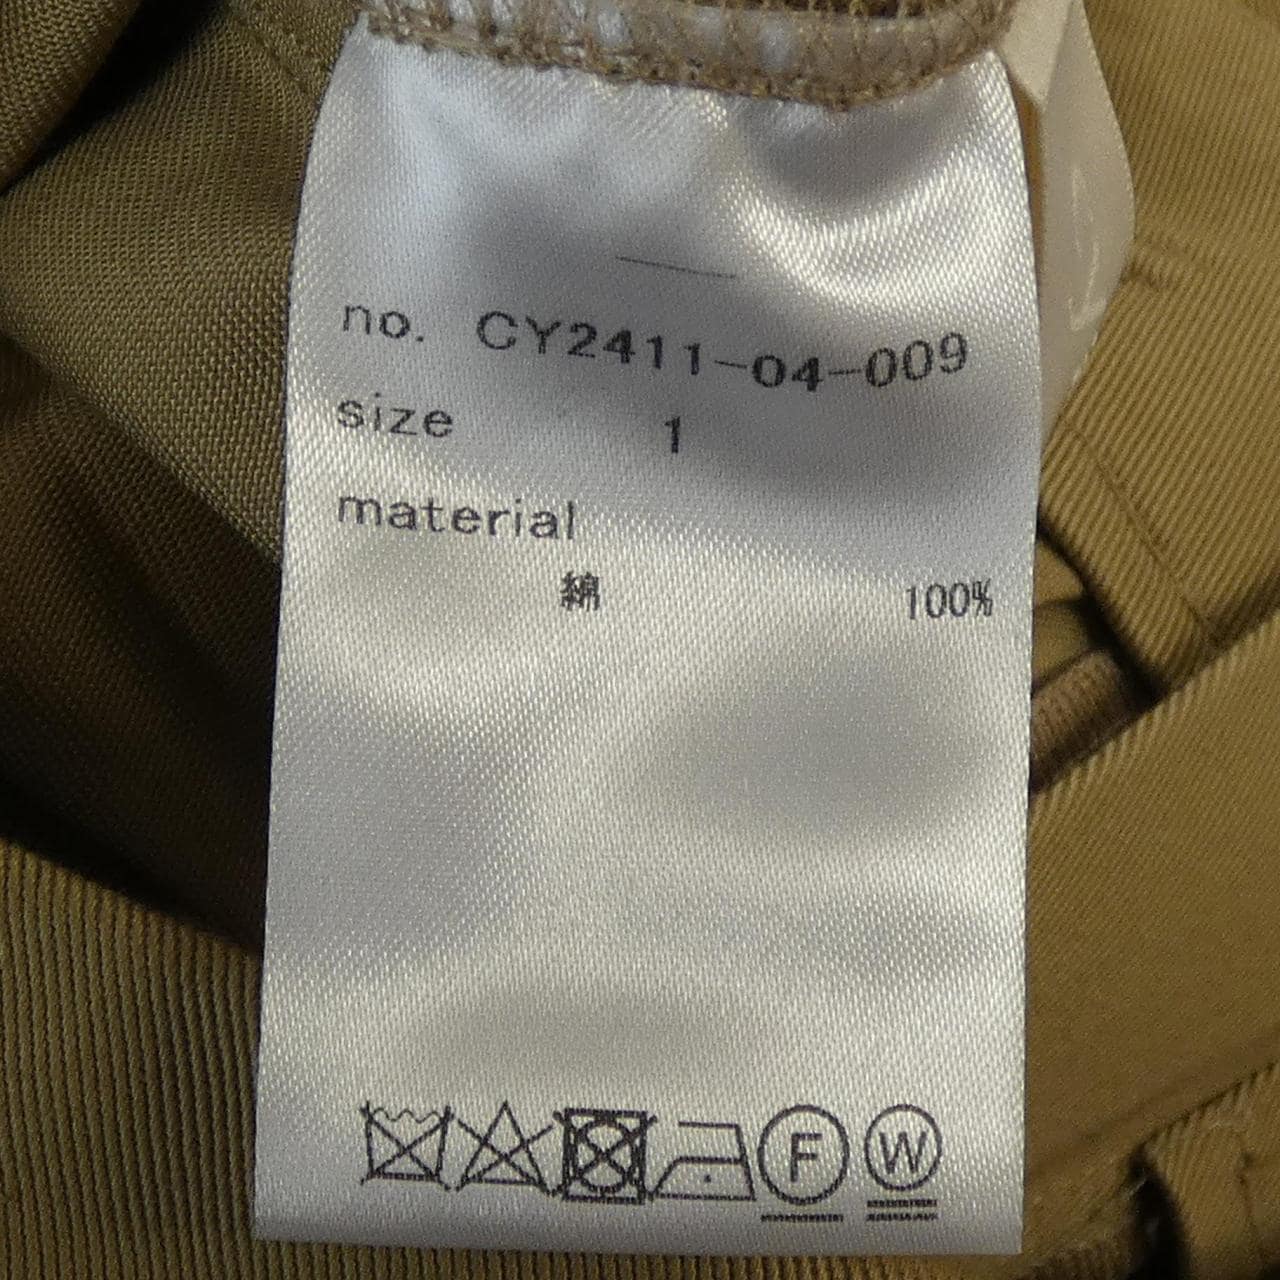 no. CY2411-04-009
size 1
material
綿 100%
F W